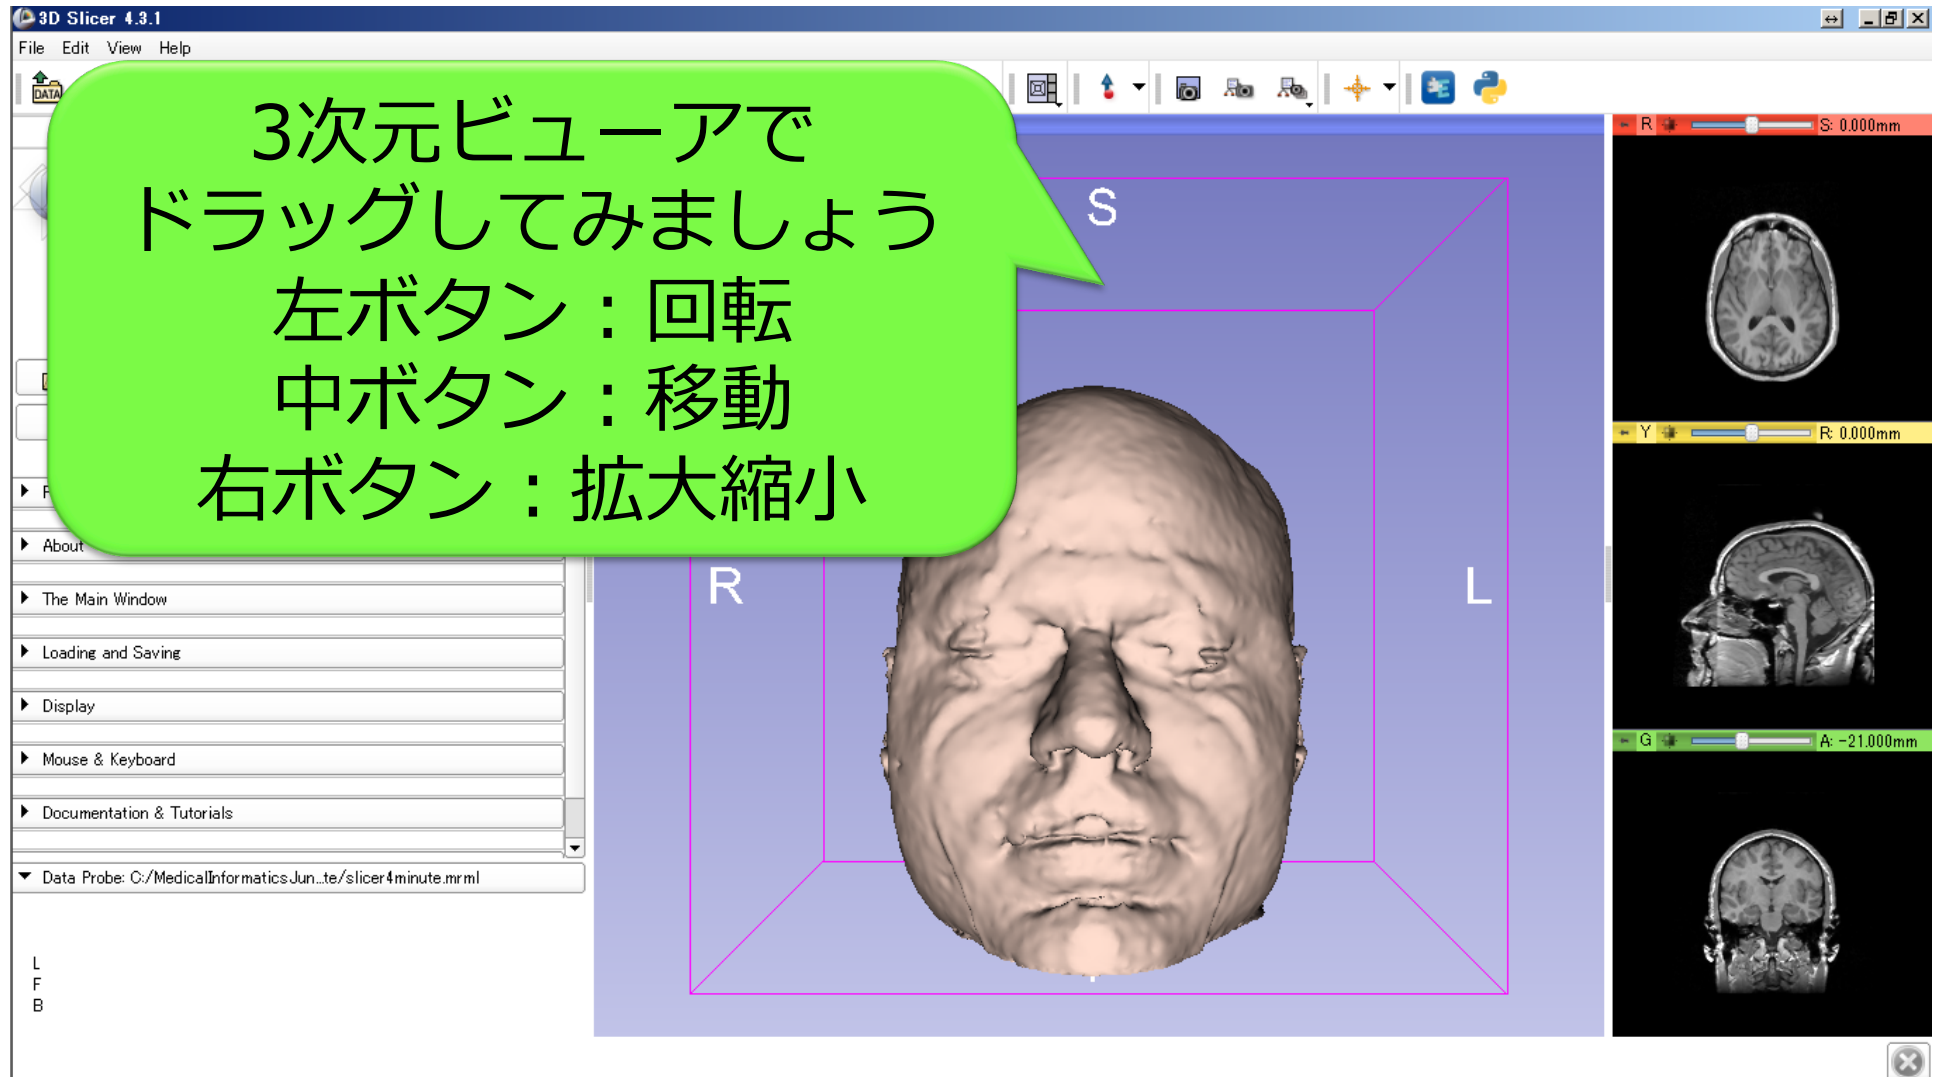 3D Slicer 4.3.1
File Edit View Help
DATA
3次元ビューアで
ドラッグしてみましょう
左ボタン：回転
中ボタン：移動
右ボタン：拡大縮小
About
The Main Window
Loading and Saving
Display
Mouse & Keyboard
Documentation & Tutorials
Data Probe: C:/MedicalInformaticsJun...te/slicer4minute.mrml
L
F
B
S
R
L
R S: 0.000mm
Y R: 0.000mm
G A: -21.000mm